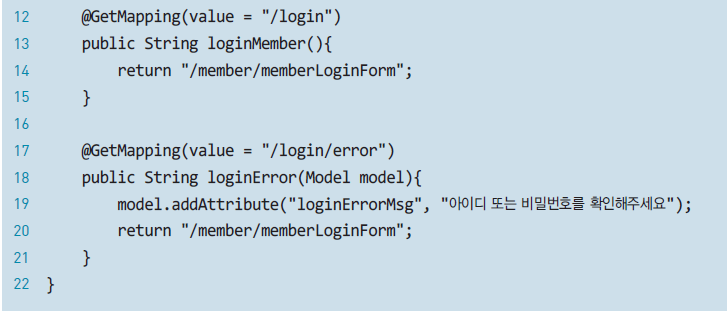 12     @GetMapping(value = "/login")
13     public String loginMember(){
14         return "/member/memberLoginForm";
15     }
16
17     @GetMapping(value = "/login/error")
18     public String loginError(Model model){
19         model.addAttribute("loginErrorMsg", "아이디 또는 비밀번호를 확인해주세요");
20         return "/member/memberLoginForm";
21     }
22 }